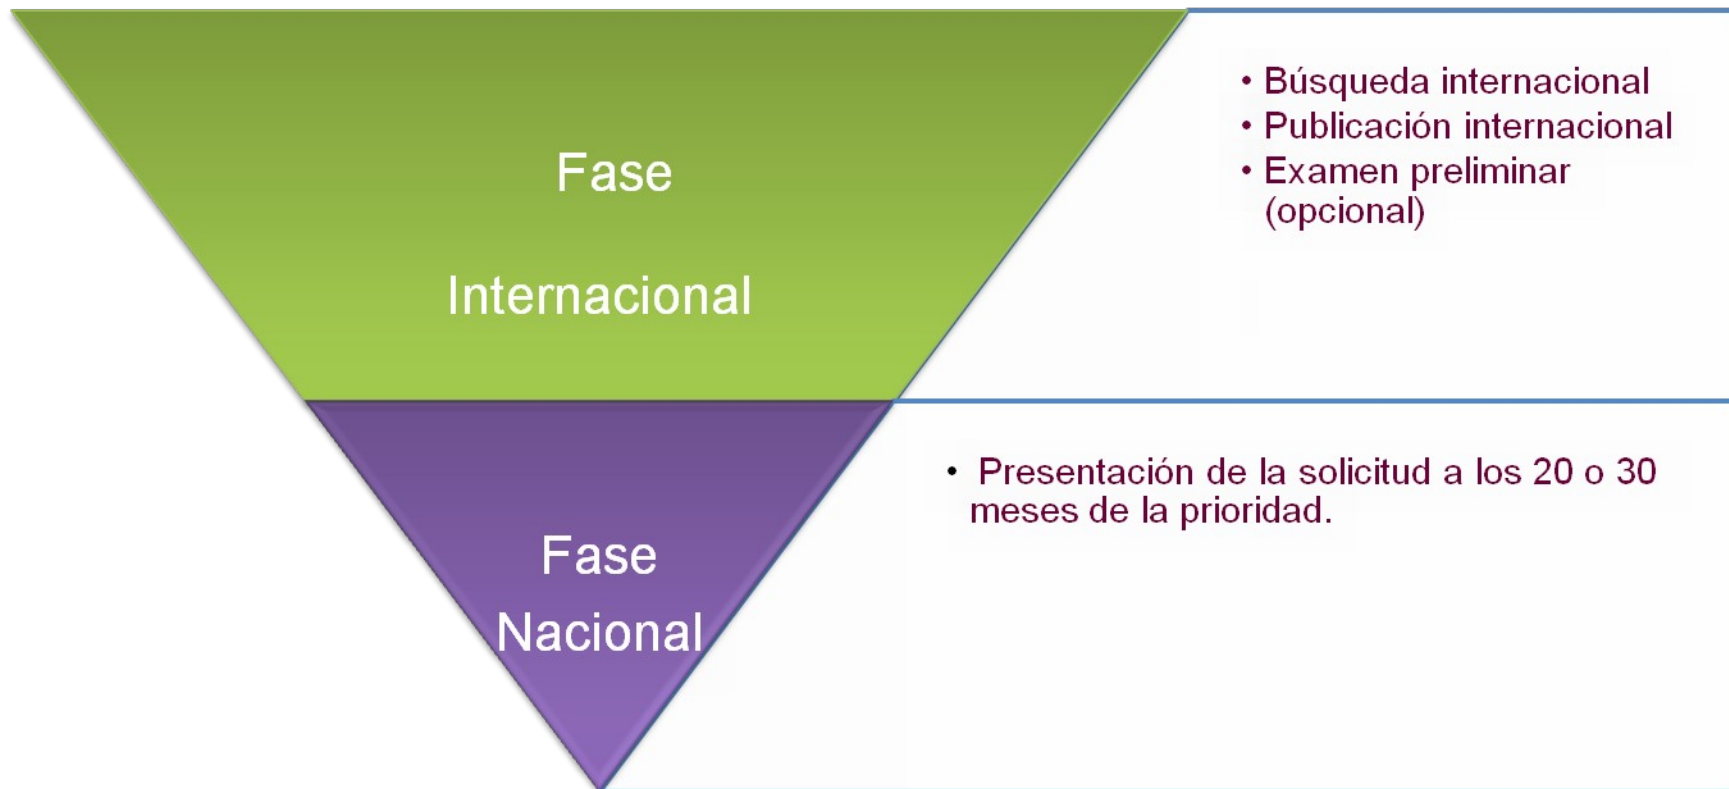 Fase
Internacional
• Búsqueda internacional
• Publicación internacional
• Examen preliminar
(opcional)
Fase
Nacional
• Presentación de la solicitud a los 20 o 30
meses de la prioridad.